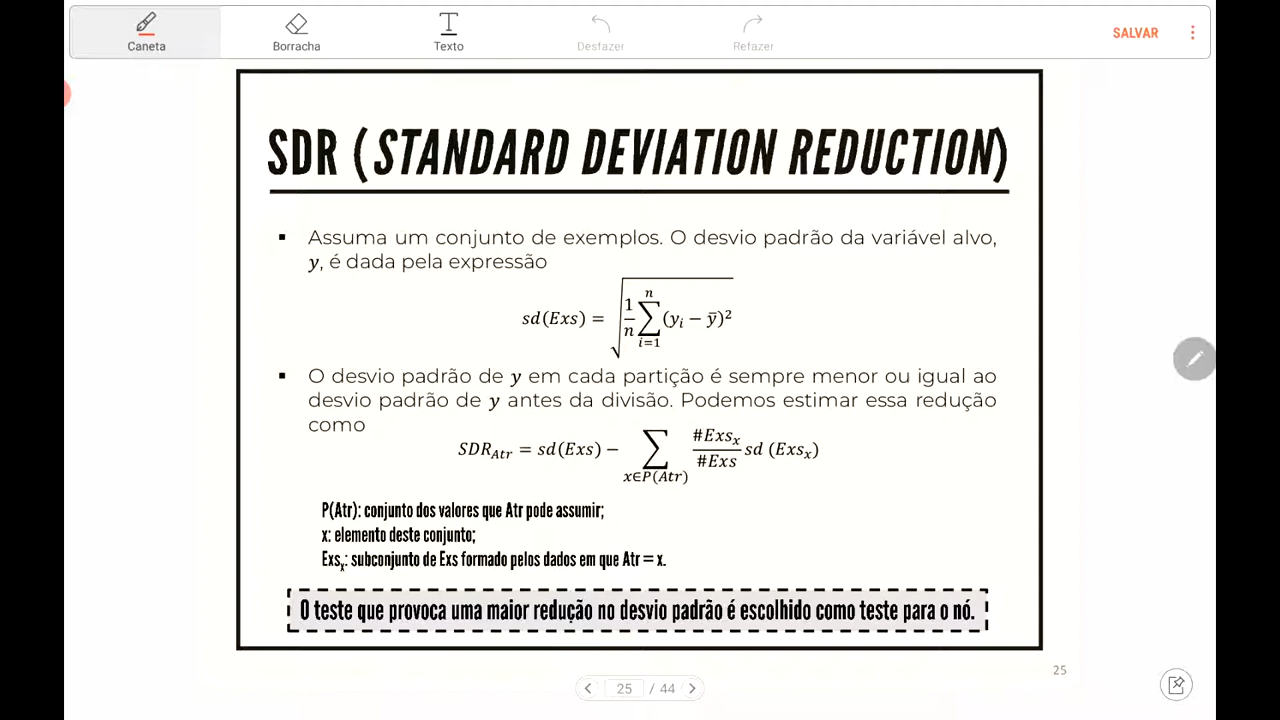 Caneta
Borracha
Texto
Desfazer
Refazer
SALVAR
SDR (STANDARD DEVIATION REDUCTION)
▪ Assuma um conjunto de exemplos. O desvio padrão da variável alvo,
y, é dada pela expressão
sd(Exs) = √(1/n ∑_{i=1}^{n} (y_i − ȳ)²)
▪ O desvio padrão de y em cada partição é sempre menor ou igual ao
desvio padrão de y antes da divisão. Podemos estimar essa redução
como
SDR_{Atr} = sd(Exs) − ∑_{x∈P(Atr)} #Exs_x/#Exs sd (Exs_x)
P(Atr): conjunto dos valores que Atr pode assumir;
x: elemento deste conjunto;
Exs_x: subconjunto de Exs formado pelos dados em que Atr = x.
O teste que provoca uma maior redução no desvio padrão é escolhido como teste para o nó.
25
25 / 44